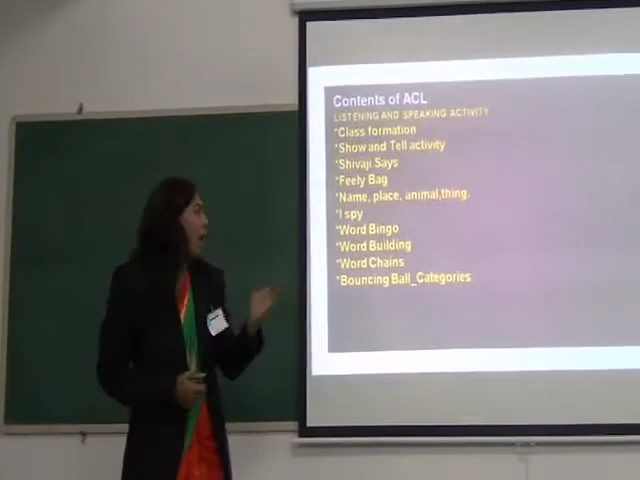 Contents of ACL
LISTENING AND SPEAKING ACTIVITY
*Class formation
*Show and Tell activity
*Shivaji Says
*Feely Bag
*Name, place, animal,thing.
*I spy
*Word Bingo
*Word Building
*Word Chains
*Bouncing Ball_Categories